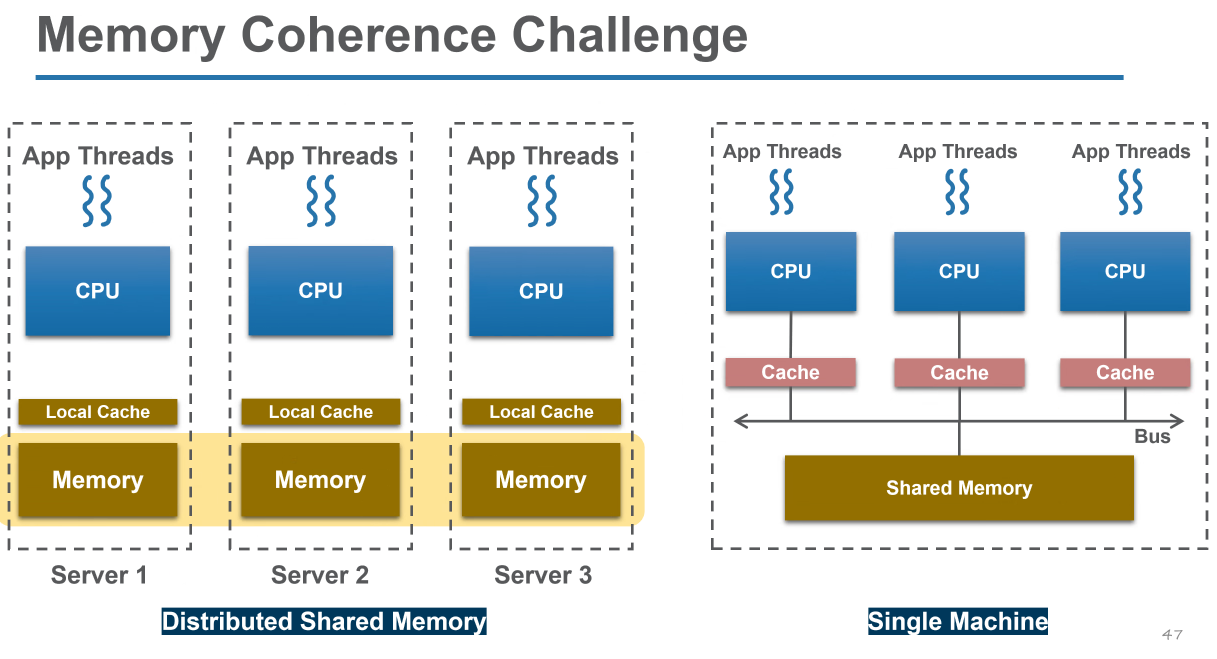 Memory Coherence Challenge
App Threads
App Threads
App Threads
CPU
CPU
CPU
Local Cache
Local Cache
Local Cache
Memory
Memory
Memory
Server 1
Server 2
Server 3
Distributed Shared Memory
App Threads
App Threads
App Threads
CPU
CPU
CPU
Cache
Cache
Cache
Bus
Shared Memory
Single Machine
47